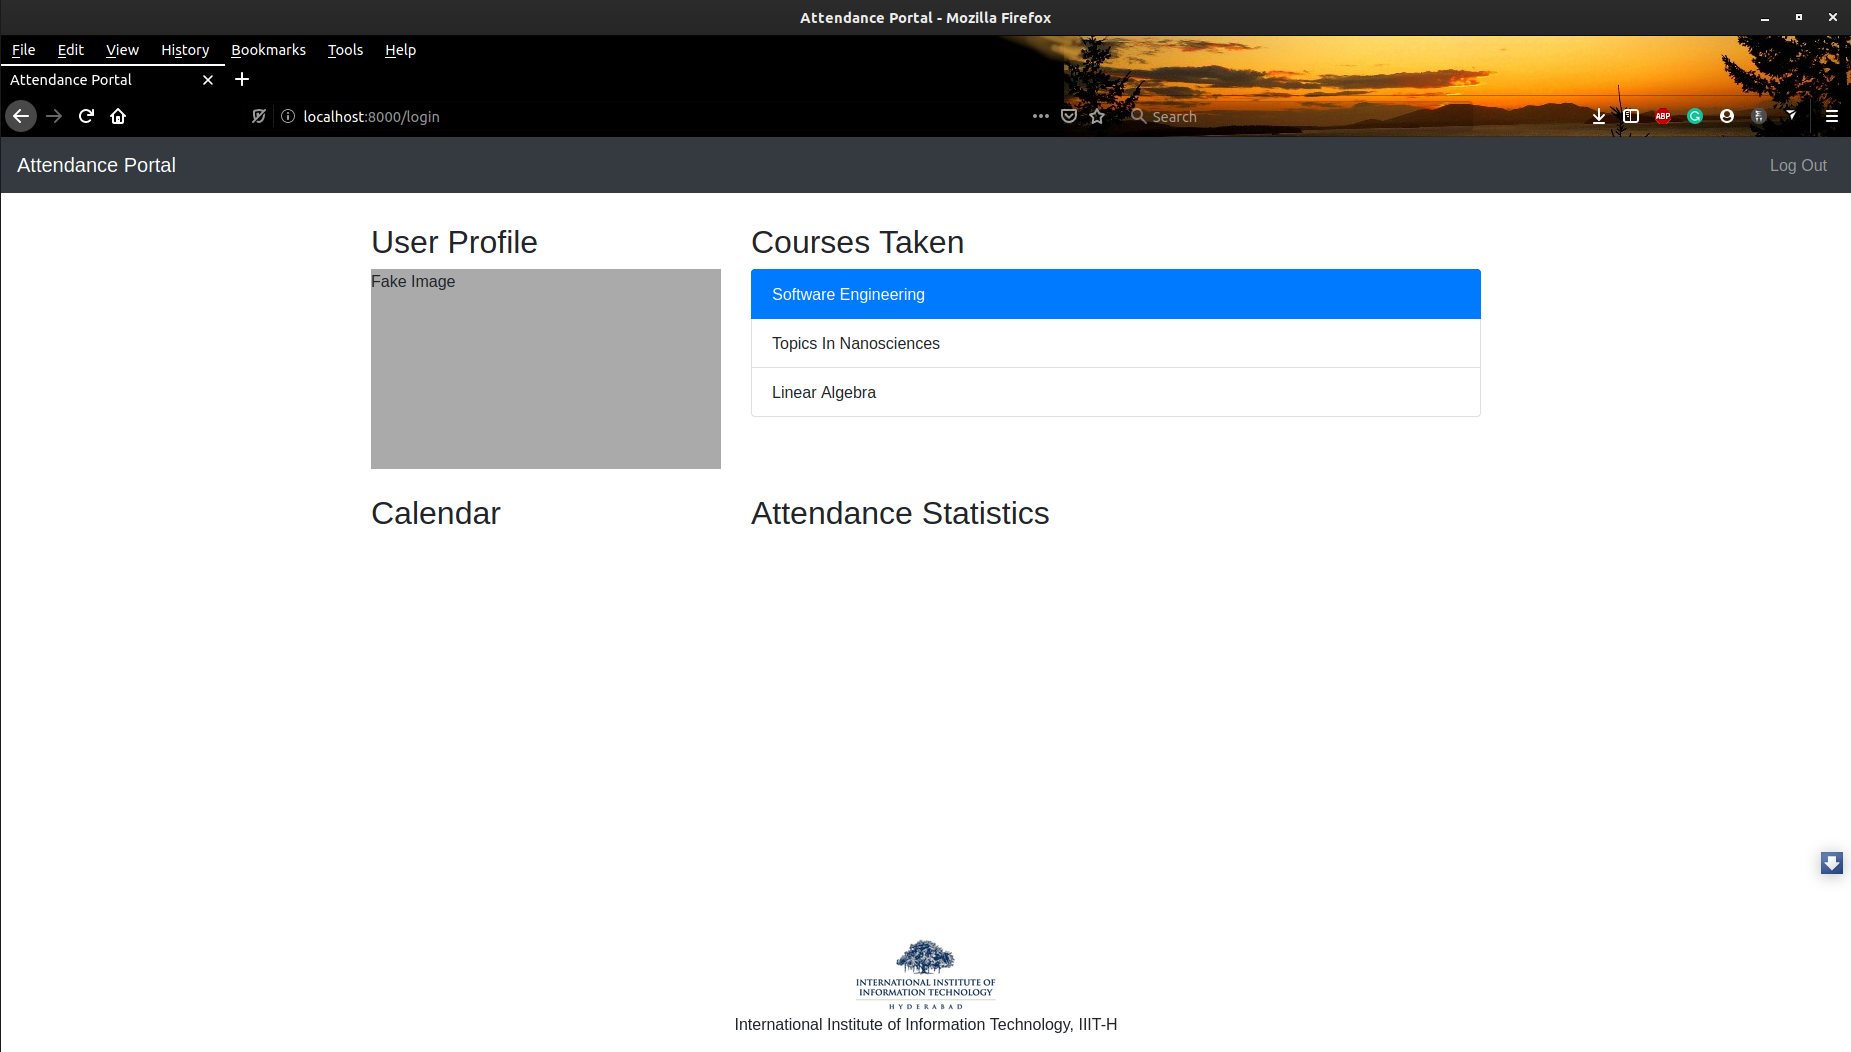 Attendance Portal - Mozilla Firefox
File Edit View History Bookmarks Tools Help
Attendance Portal
localhost:8000/login
Search
ABP
G
Attendance Portal
Log Out
User Profile
Fake Image
Courses Taken
Software Engineering
Topics In Nanosciences
Linear Algebra
Calendar
Attendance Statistics
INTERNATIONAL INSTITUTE OF
INFORMATION TECHNOLOGY
HYDERABAD
International Institute of Information Technology, IIIT-H